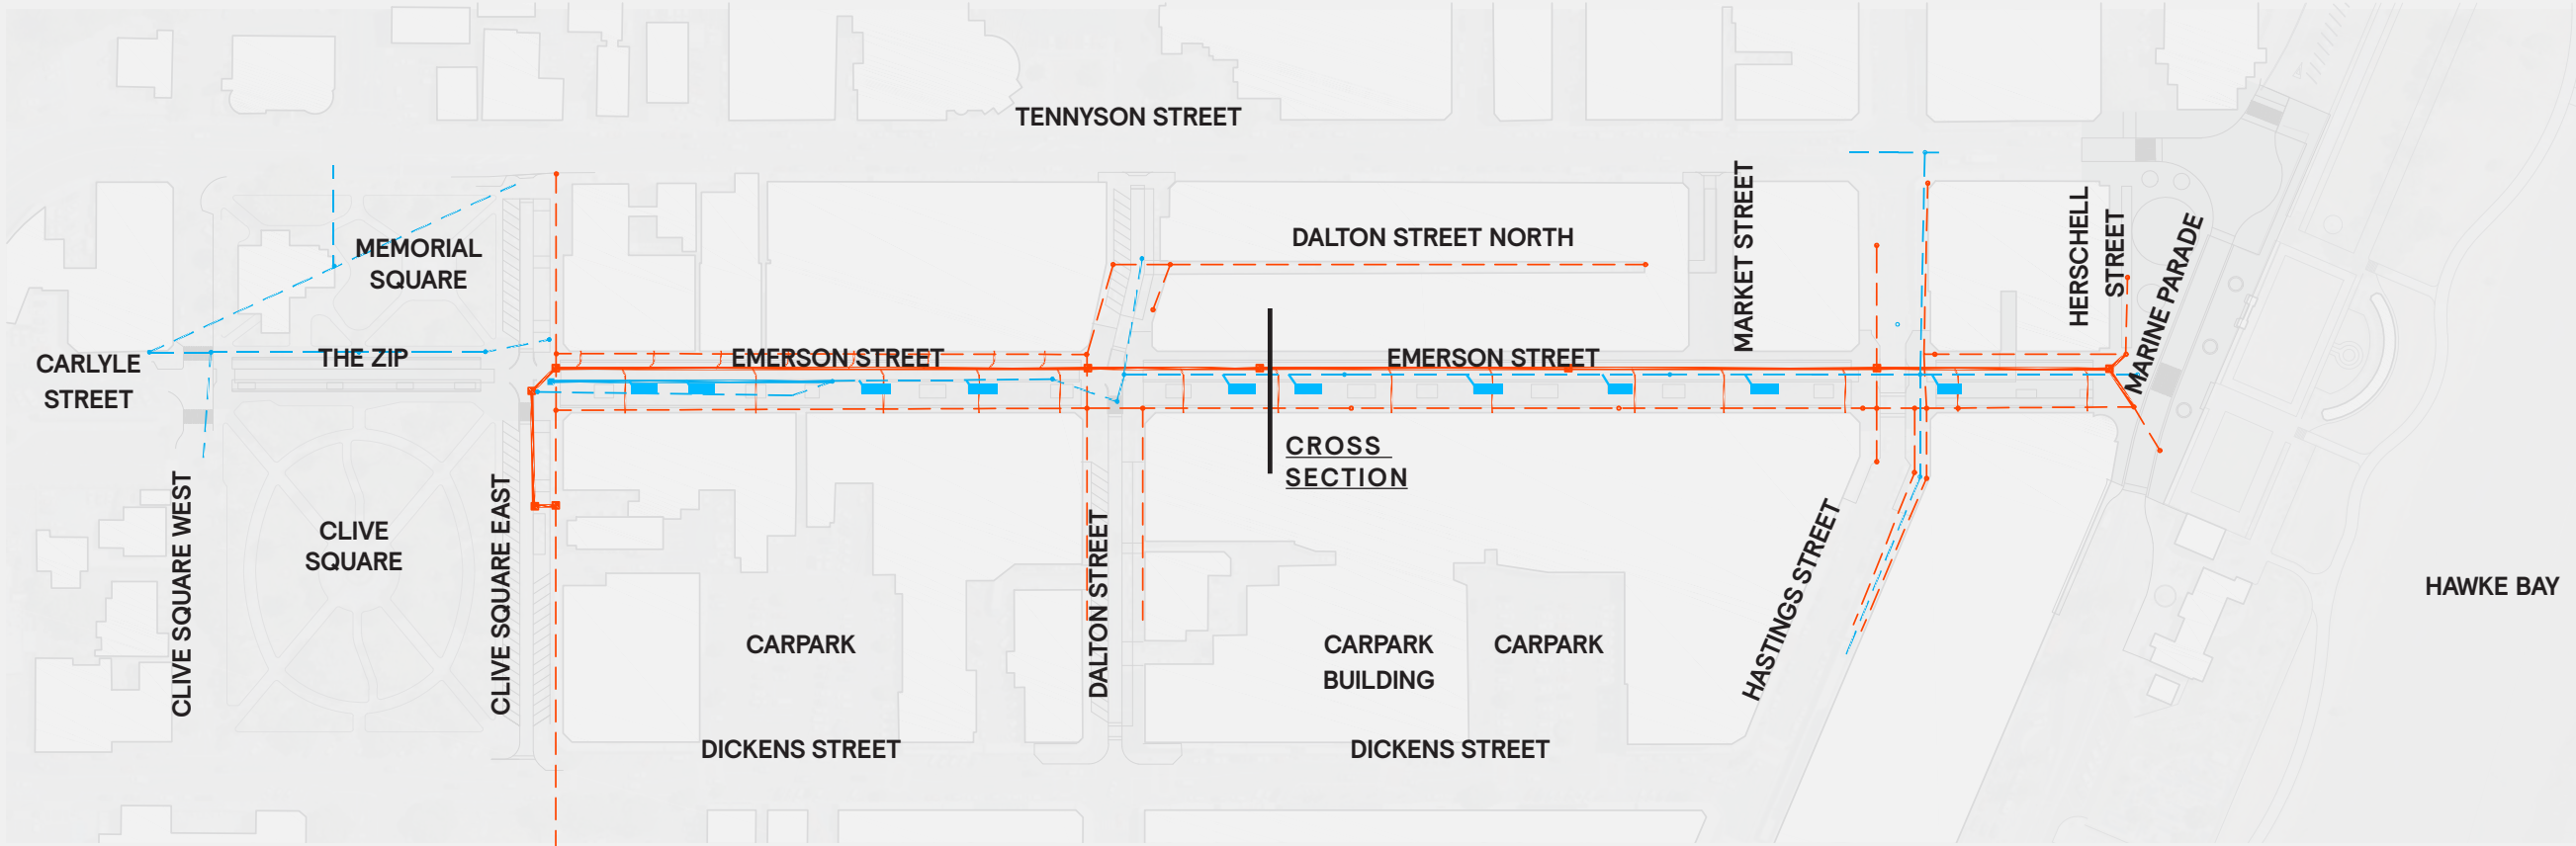 TENNYSON STREET
MEMORIAL
SQUARE
DALTON STREET NORTH
MARKET STREET
HERSCHELL
STREET
MARINE PARADE
CARLYLE
STREET
THE ZIP
EMERSON STREET
EMERSON STREET
CROSS
SECTION
CLIVE SQUARE WEST
CLIVE
SQUARE
CLIVE SQUARE EAST
DALTON STREET
HASTINGS STREET
HAWKE BAY
CARPARK
CARPARK
BUILDING
CARPARK
DICKENS STREET
DICKENS STREET